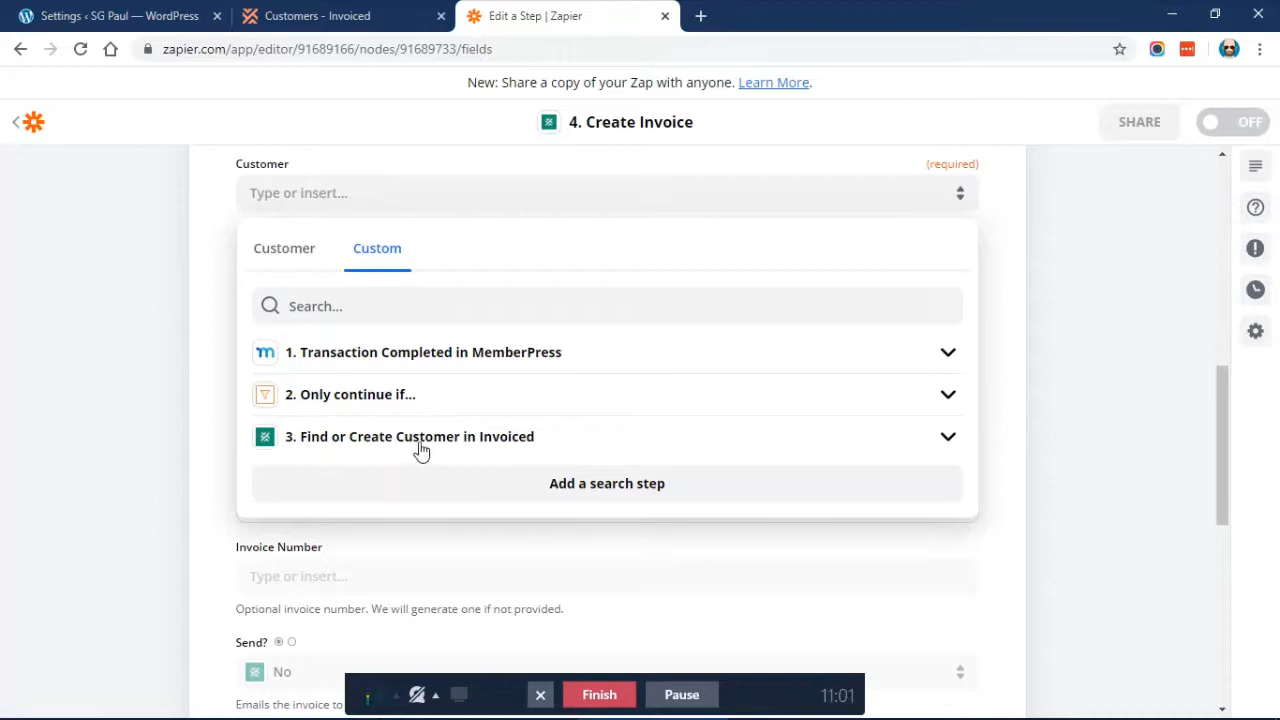 Settings ‹ SG Paul — WordPress
Customers - Invoiced
Edit a Step | Zapier
zapier.com/app/editor/91689166/nodes/91689733/fields
New: Share a copy of your Zap with anyone. Learn More.
4. Create Invoice
SHARE
OFF
Customer
(required)
Type or insert...
Customer
Custom
Search...
1. Transaction Completed in MemberPress
2. Only continue if...
3. Find or Create Customer in Invoiced
Add a search step
Invoice Number
Type or insert...
Optional invoice number. We will generate one if not provided.
Send?
No
Emails the invoice to
Finish
Pause
11:01